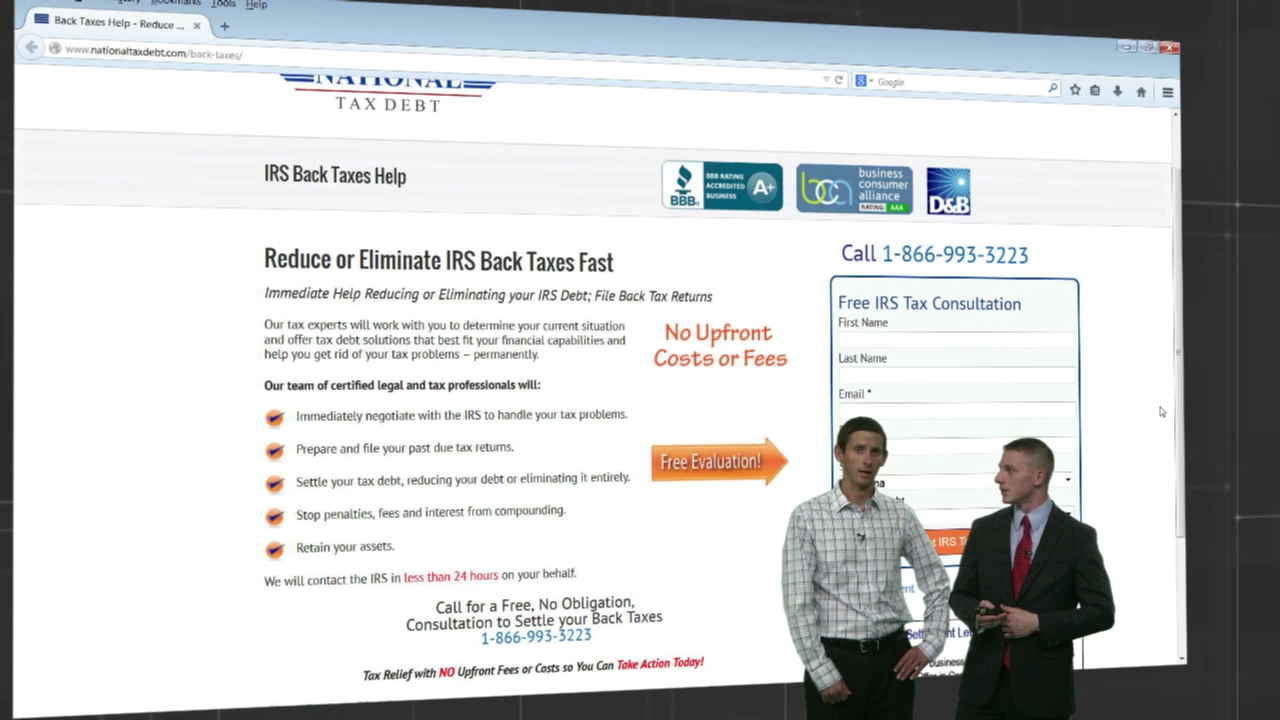 Bookmarks Tools Help
Back Taxes Help - Reduce ...
www.nationaltaxdebt.com/back-taxes/
Google
NATIONAL
TAX DEBT
IRS Back Taxes Help
BBB.
BBB RATING
ACCREDITED
BUSINESS
A+
bca
business
consumer
alliance
RATING: AAA
D&B
Reduce or Eliminate IRS Back Taxes Fast
Immediate Help Reducing or Eliminating your IRS Debt; File Back Tax Returns
Our tax experts will work with you to determine your current situation
and offer tax debt solutions that best fit your financial capabilities and
help you get rid of your tax problems – permanently.
Our team of certified legal and tax professionals will:
Immediately negotiate with the IRS to handle your tax problems.
Prepare and file your past due tax returns.
Settle your tax debt, reducing your debt or eliminating it entirely.
Stop penalties, fees and interest from compounding.
Retain your assets.
We will contact the IRS in less than 24 hours on your behalf.
Call for a Free, No Obligation,
Consultation to Settle your Back Taxes
1-866-993-3223
Tax Relief with NO Upfront Fees or Costs so You Can Take Action Today!
No Upfront
Costs or Fees
Free Evaluation!
Call 1-866-993-3223
Free IRS Tax Consultation
First Name
Last Name
Email *
IRS
business